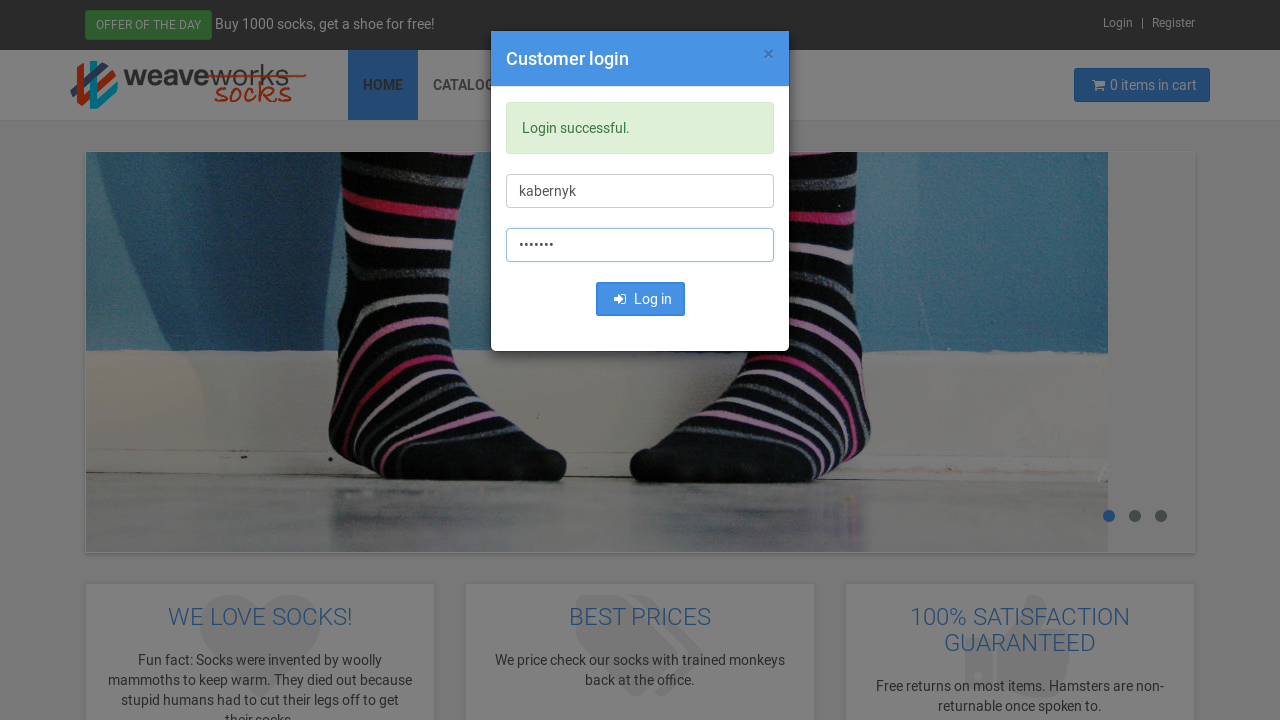 OFFER OF THE DAY Buy 1000 socks, get a shoe for free!
Login | Register
Customer login ×
weaveworks
socks
HOME
CATALOG
0 items in cart
Login successful.
kabernyk
•••••••
Log in
WE LOVE SOCKS!
Fun fact: Socks were invented by woolly
mammoths to keep warm. They died out because
stupid humans had to cut their legs off to get
their socks.
BEST PRICES
We price check our socks with trained monkeys
back at the office.
100% SATISFACTION
GUARANTEED
Free returns on most items. Hamsters are non-
returnable once spoken to.